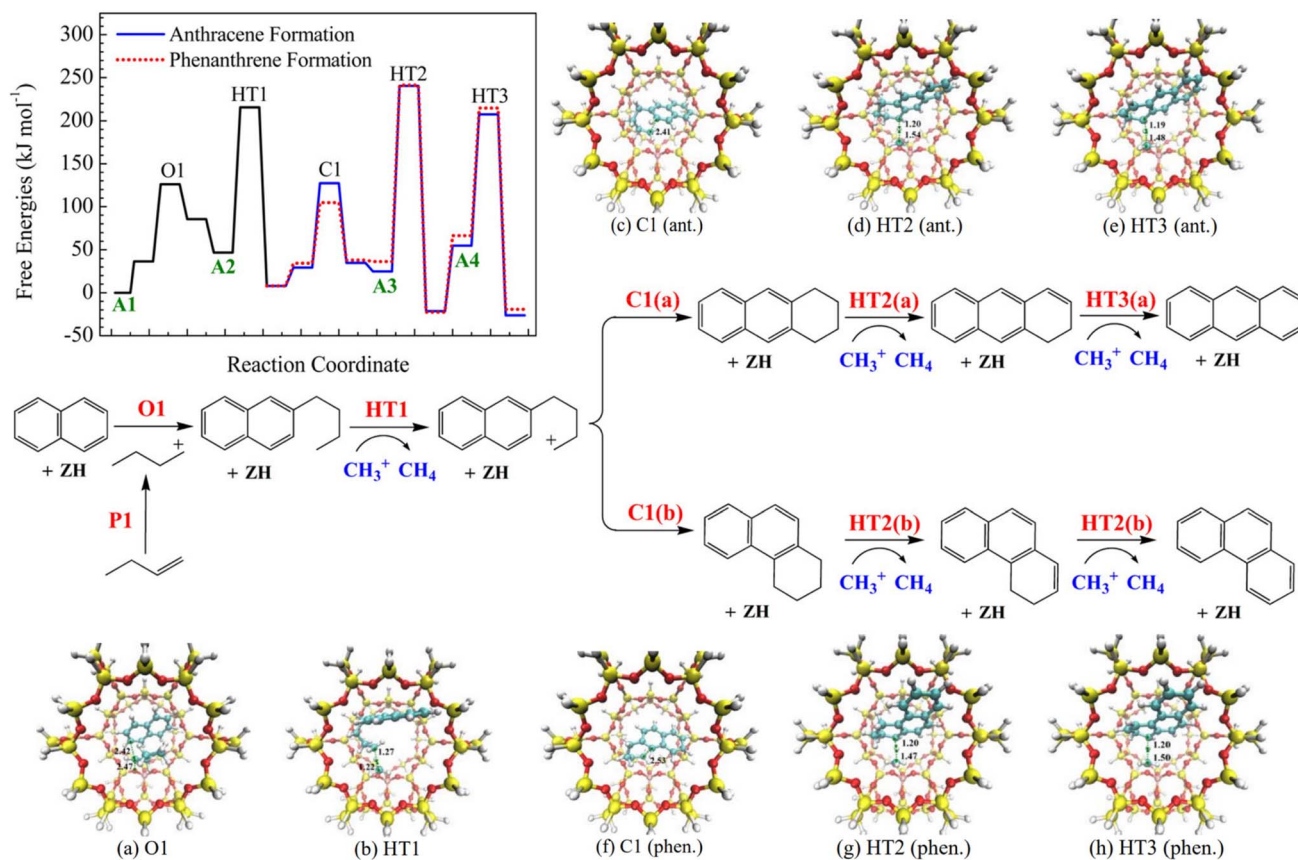 300
250
200
150
100
50
0
-50
Free Energies (kJ mol⁻¹)
Reaction Coordinate
Anthracene Formation
Phenanthrene Formation
O1
HT1
C1
HT2
HT3
A1
A2
A3
A4
2.41
(c) C1 (ant.)
1.20
1.54
(d) HT2 (ant.)
1.19
1.48
(e) HT3 (ant.)
C1(a)
HT2(a)
HT3(a)
+ ZH
CH₃⁺ CH₄
+ ZH
CH₃⁺ CH₄
+ ZH
O1
HT1
+ ZH
+
+ ZH
CH₃⁺ CH₄
+
+ ZH
P1
C1(b)
HT2(b)
HT2(b)
+ ZH
CH₃⁺ CH₄
+ ZH
CH₃⁺ CH₄
+ ZH
2.42
2.47
(a) O1
1.27
1.22
(b) HT1
2.53
(f) C1 (phen.)
1.20
1.47
(g) HT2 (phen.)
1.20
1.50
(h) HT3 (phen.)